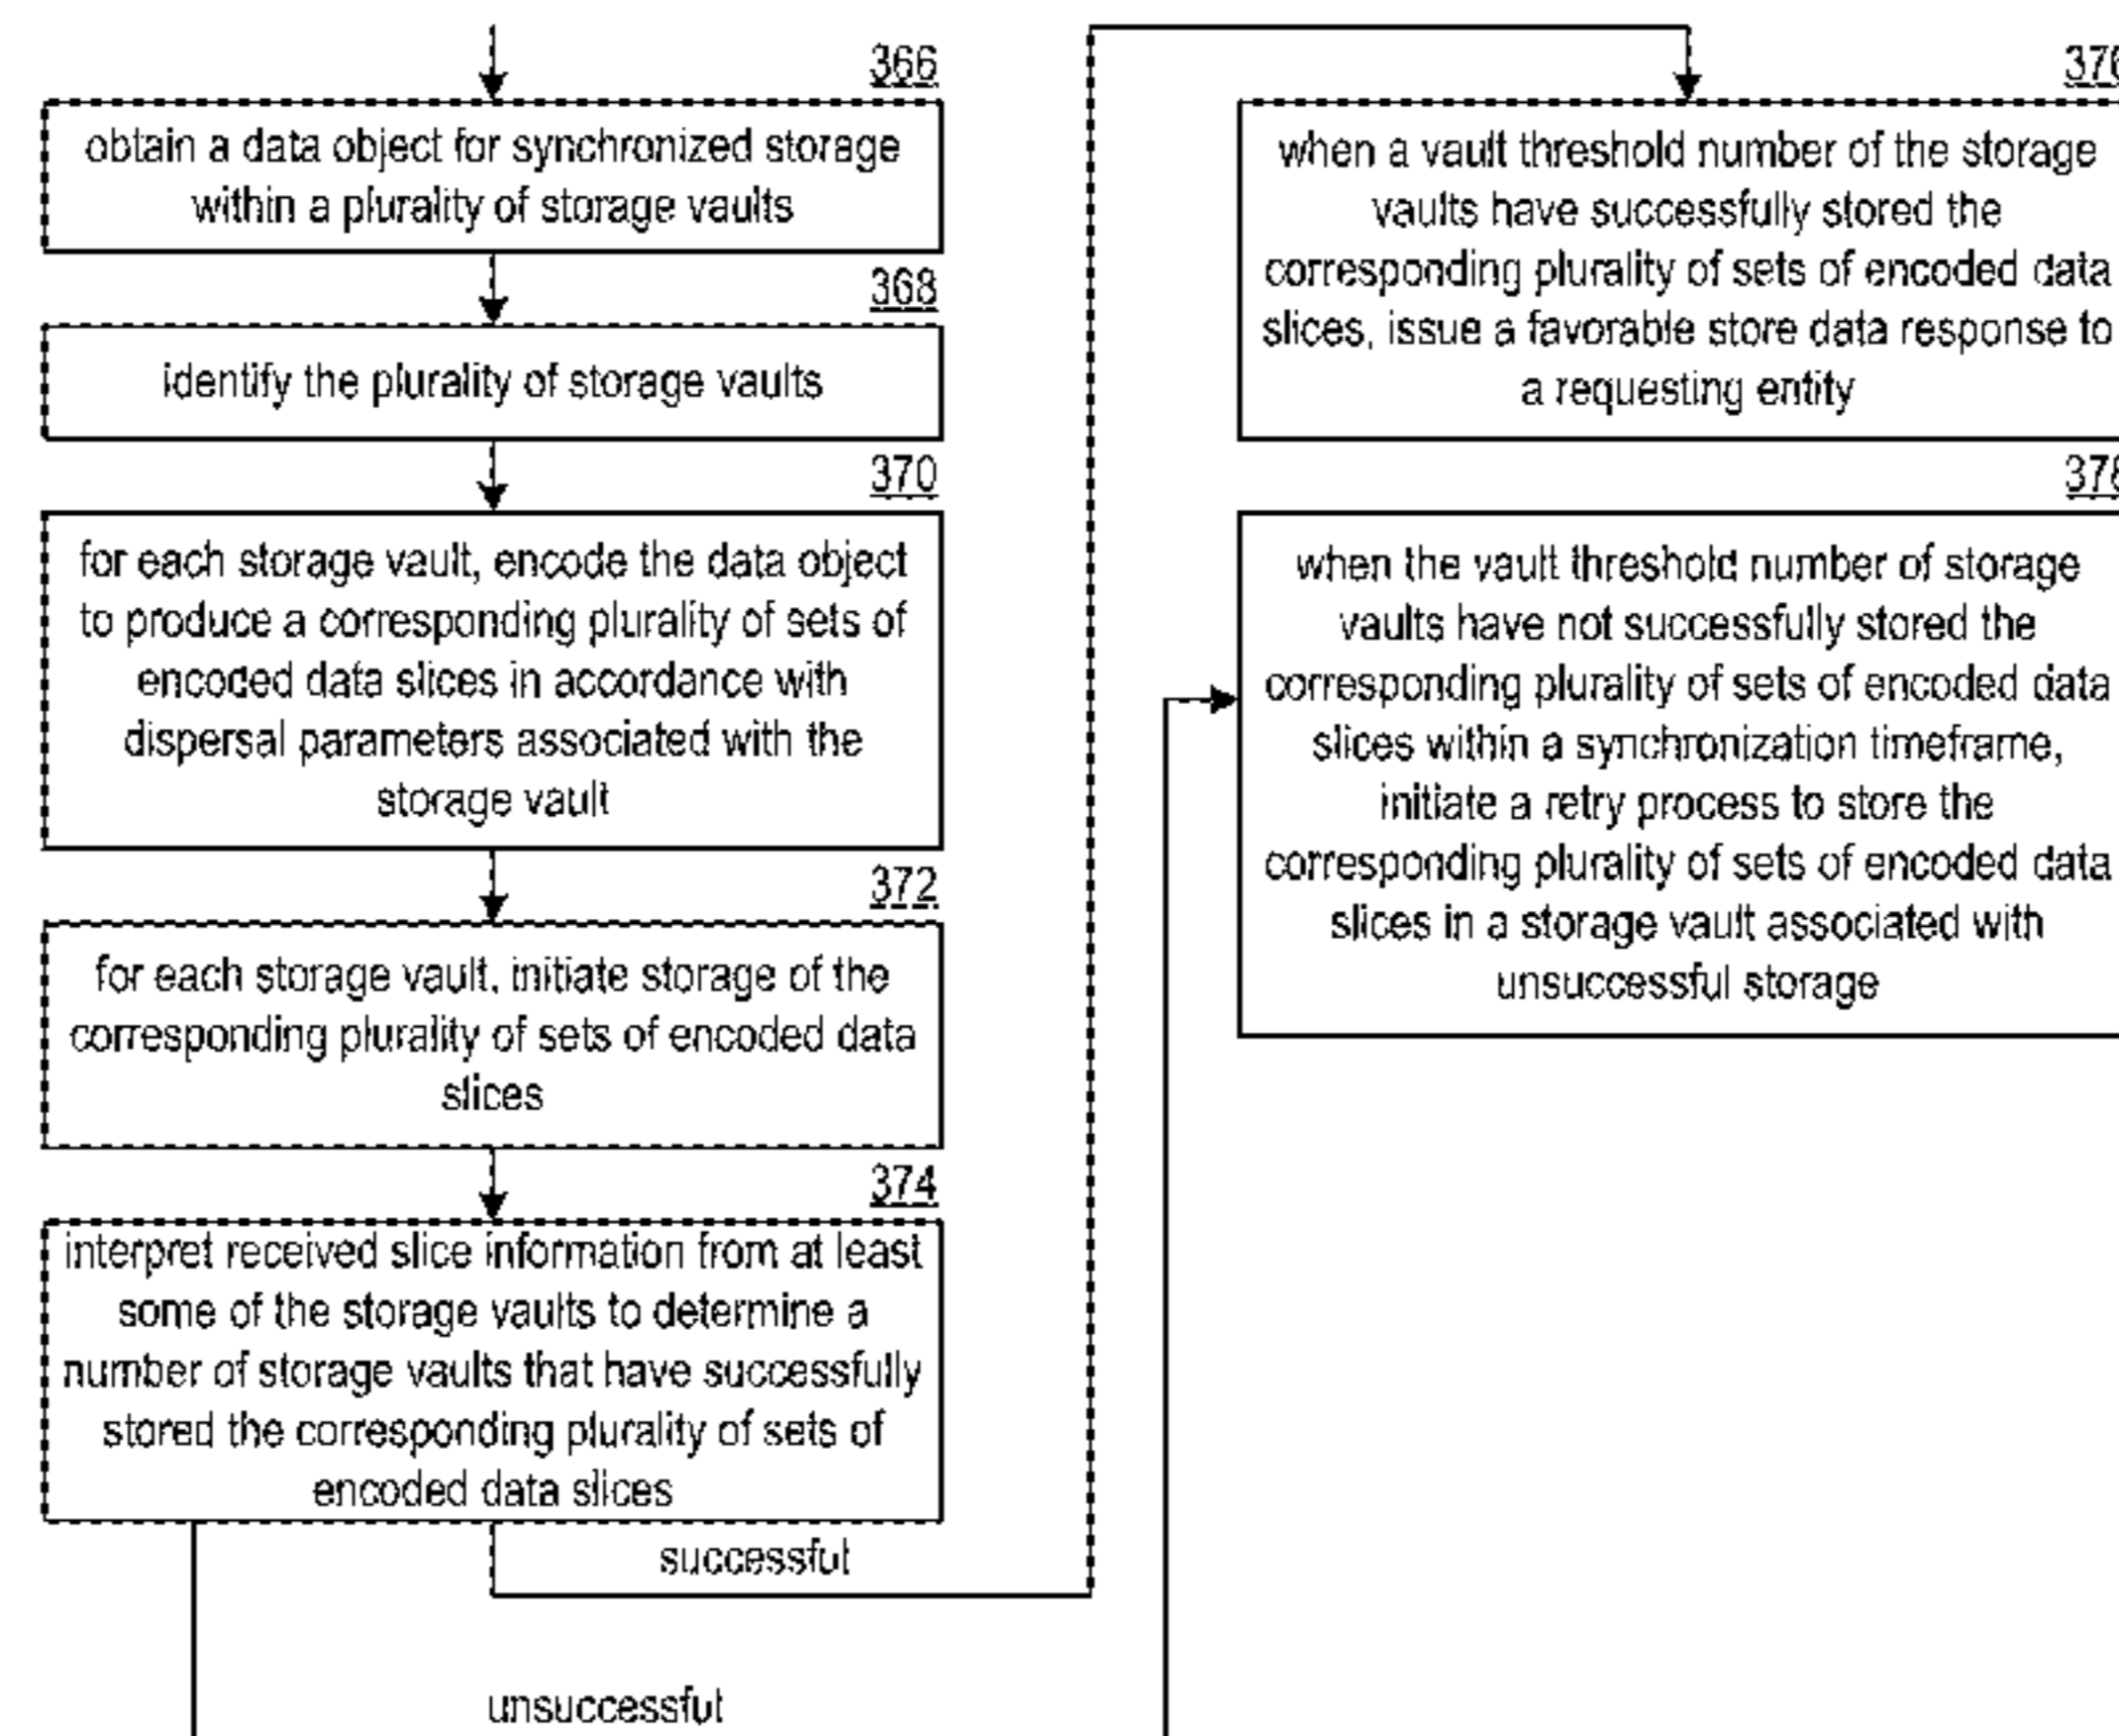 366
obtain a data object for synchronized storage
within a plurality of storage vaults
368
identify the plurality of storage vaults
370
for each storage vault, encode the data object
to produce a corresponding plurality of sets of
encoded data slices in accordance with
dispersal parameters associated with the
storage vault
372
for each storage vault, initiate storage of the
corresponding plurality of sets of encoded data
slices
374
interpret received slice information from at least
some of the storage vaults to determine a
number of storage vaults that have successfully
stored the corresponding plurality of sets of
encoded data slices
successful
unsuccessful
376
when a vault threshold number of the storage
vaults have successfully stored the
corresponding plurality of sets of encoded data
slices, issue a favorable store data response to
a requesting entity
378
when the vault threshold number of storage
vaults have not successfully stored the
corresponding plurality of sets of encoded data
slices within a synchronization timeframe,
initiate a retry process to store the
corresponding plurality of sets of encoded data
slices in a storage vault associated with
unsuccessful storage